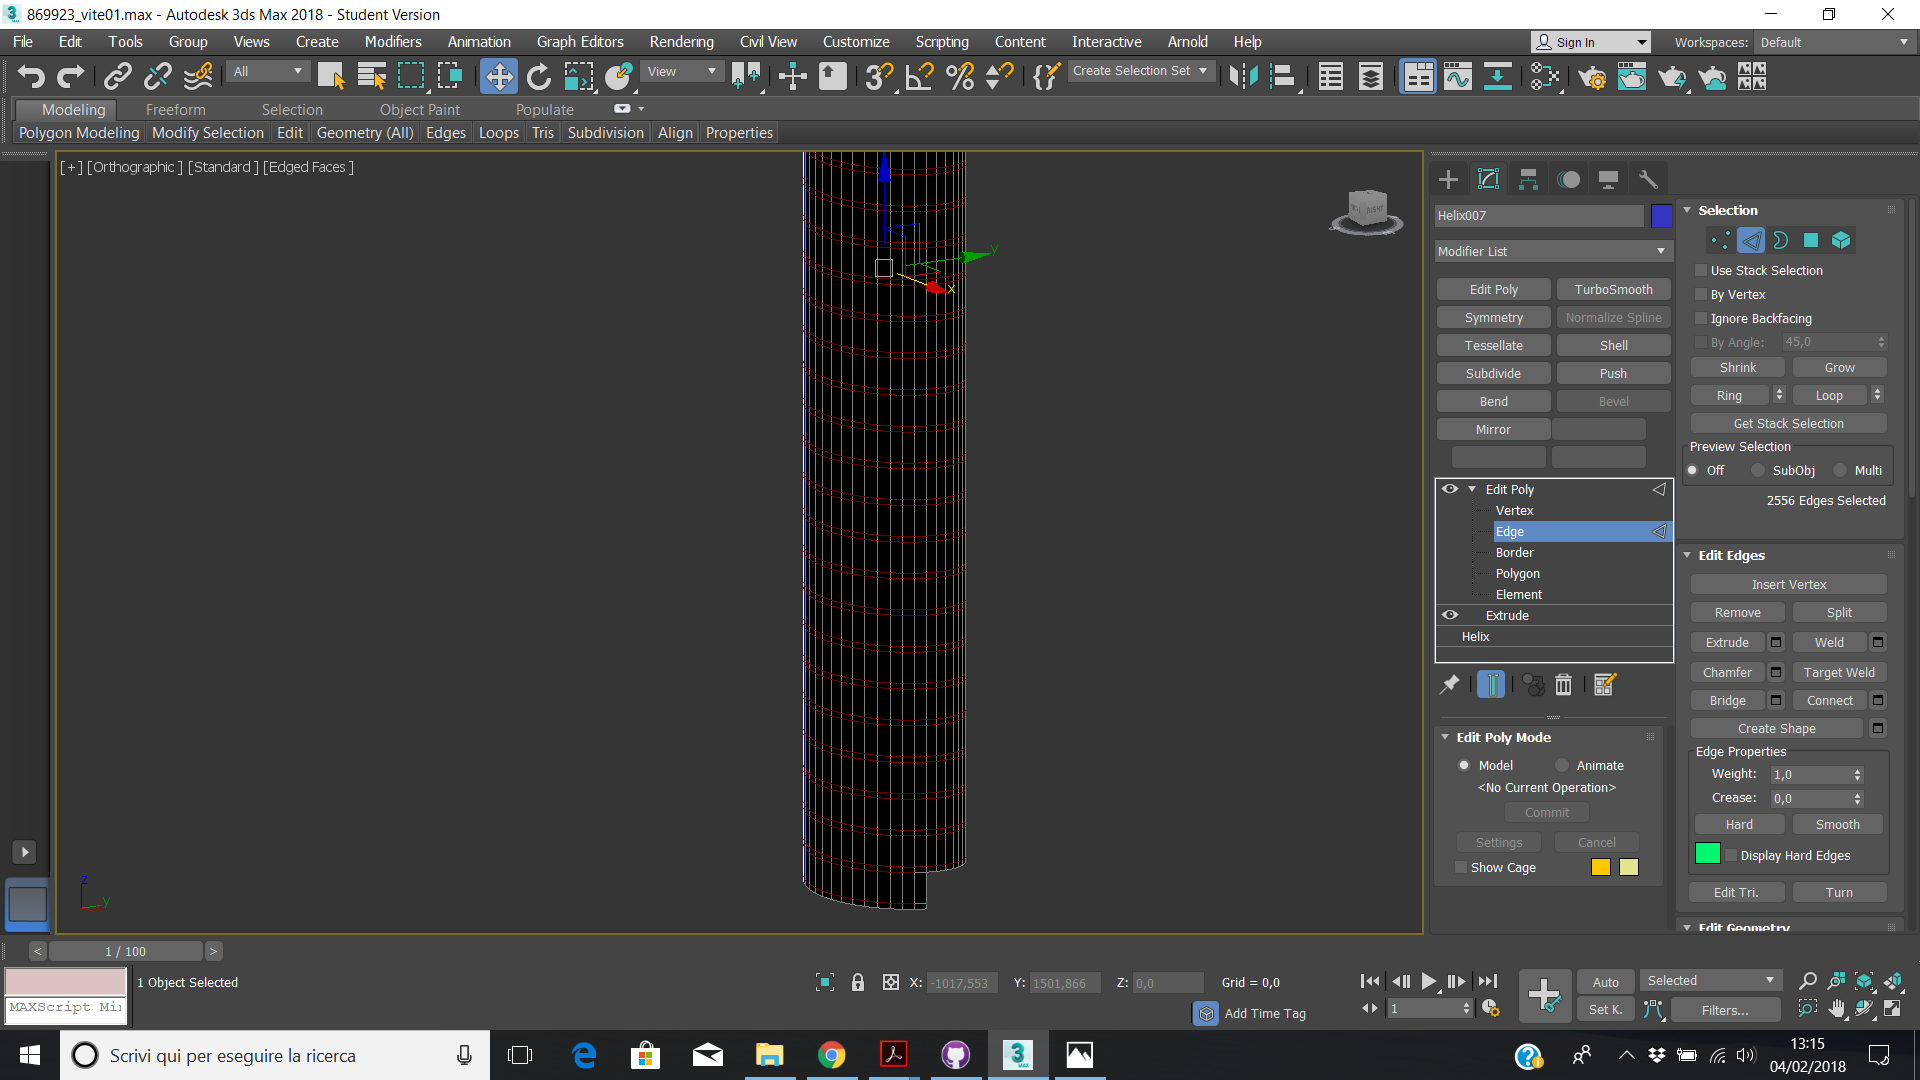 869923_vite01.max - Autodesk 3ds Max 2018 - Student Version
File Edit Tools Group Views Create Modifiers Animation Graph Editors Rendering Civil View Customize Scripting Content Interactive Arnold Help Sign In Workspaces: Default
All View Create Selection Set
Modeling Freeform Selection Object Paint Populate
Polygon Modeling Modify Selection Edit Geometry (All) Edges Loops Tris Subdivision Align Properties
[+] [Orthographic ] [Standard ] [Edged Faces ]
RIGHT
y
x
z
y
x
Helix007
Modifier List
Edit Poly TurboSmooth
Symmetry Normalize Spline
Tessellate Shell
Subdivide Push
Bend Bevel
Mirror
Edit Poly
Vertex
Edge
Border
Polygon
Element
Extrude
Helix
Edit Poly Mode
Model Animate
<No Current Operation>
Commit
Settings Cancel
Show Cage
Selection
Use Stack Selection
By Vertex
Ignore Backfacing
By Angle: 45,0
Shrink Grow
Ring Loop
Get Stack Selection
Preview Selection
Off SubObj Multi
2556 Edges Selected
Edit Edges
Insert Vertex
Remove Split
Extrude Weld
Chamfer Target Weld
Bridge Connect
Create Shape
Edge Properties
Weight: 1,0
Crease: 0,0
Hard Smooth
Display Hard Edges
Edit Tri. Turn
Edit Geometry
< 1 / 100 >
1 Object Selected
MAXScript Mi
X: -1017,553 Y: 1501,866 Z: 0,0 Grid = 0,0
Add Time Tag
1
Auto Selected
Set K. Filters...
Scrivi qui per eseguire la ricerca
13:15
04/02/2018